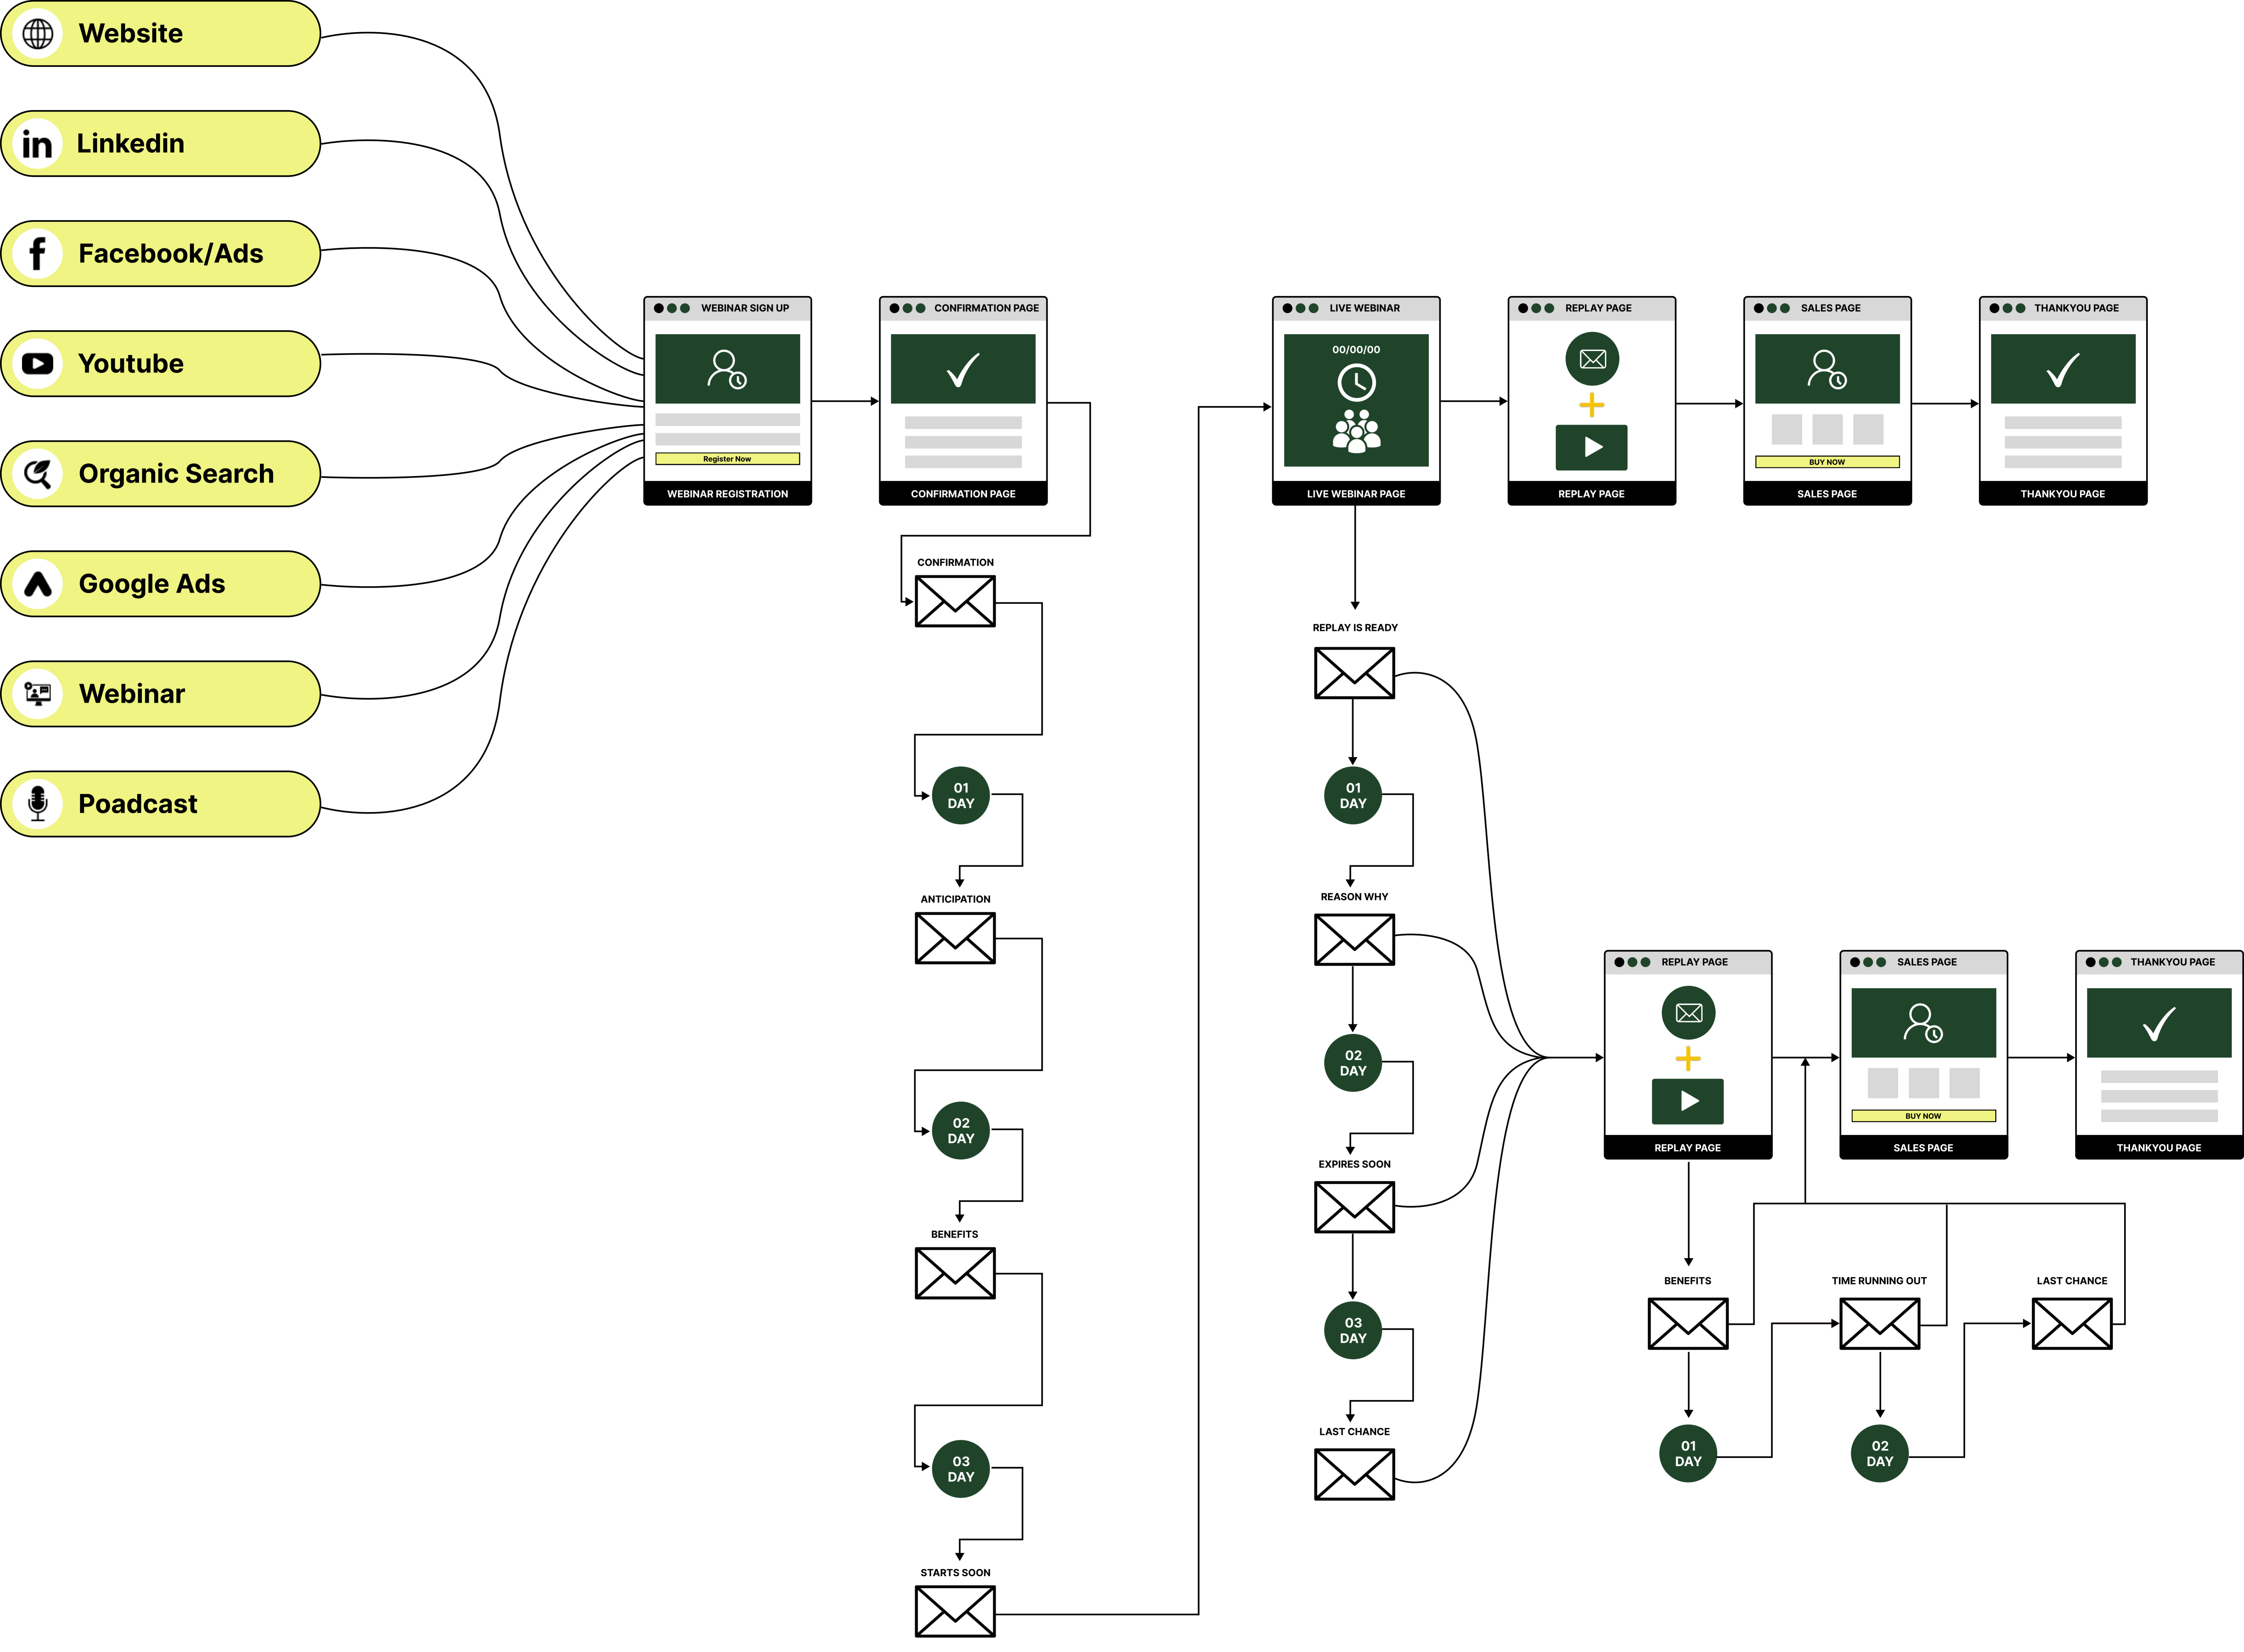 Website
Linkedin
Facebook/Ads
Youtube
Organic Search
Google Ads
Webinar
Poadcast
WEBINAR SIGN UP
Register Now
WEBINAR REGISTRATION
CONFIRMATION PAGE
CONFIRMATION PAGE
CONFIRMATION
01
DAY
ANTICIPATION
02
DAY
BENEFITS
03
DAY
STARTS SOON
LIVE WEBINAR
00/00/00
LIVE WEBINAR PAGE
REPLAY PAGE
REPLAY PAGE
SALES PAGE
BUY NOW
SALES PAGE
THANKYOU PAGE
THANKYOU PAGE
REPLAY IS READY
01
DAY
REASON WHY
02
DAY
EXPIRES SOON
03
DAY
LAST CHANCE
REPLAY PAGE
REPLAY PAGE
SALES PAGE
BUY NOW
SALES PAGE
THANKYOU PAGE
THANKYOU PAGE
BENEFITS
01
DAY
TIME RUNNING OUT
02
DAY
LAST CHANCE